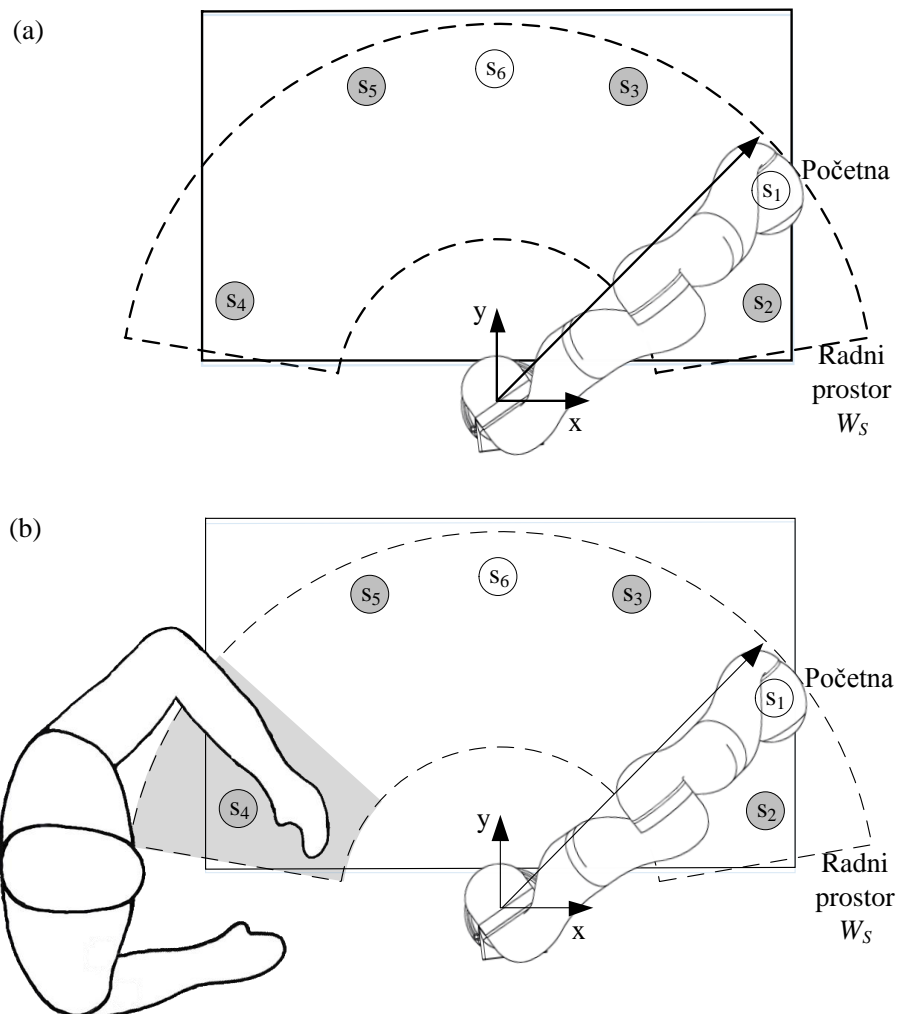 (a)
s₅
s₆
s₃
Početna
s₁
s₄
s₂
y
x
Radni
prostor
W_S
(b)
s₅
s₆
s₃
Početna
s₁
s₄
s₂
y
x
Radni
prostor
W_S